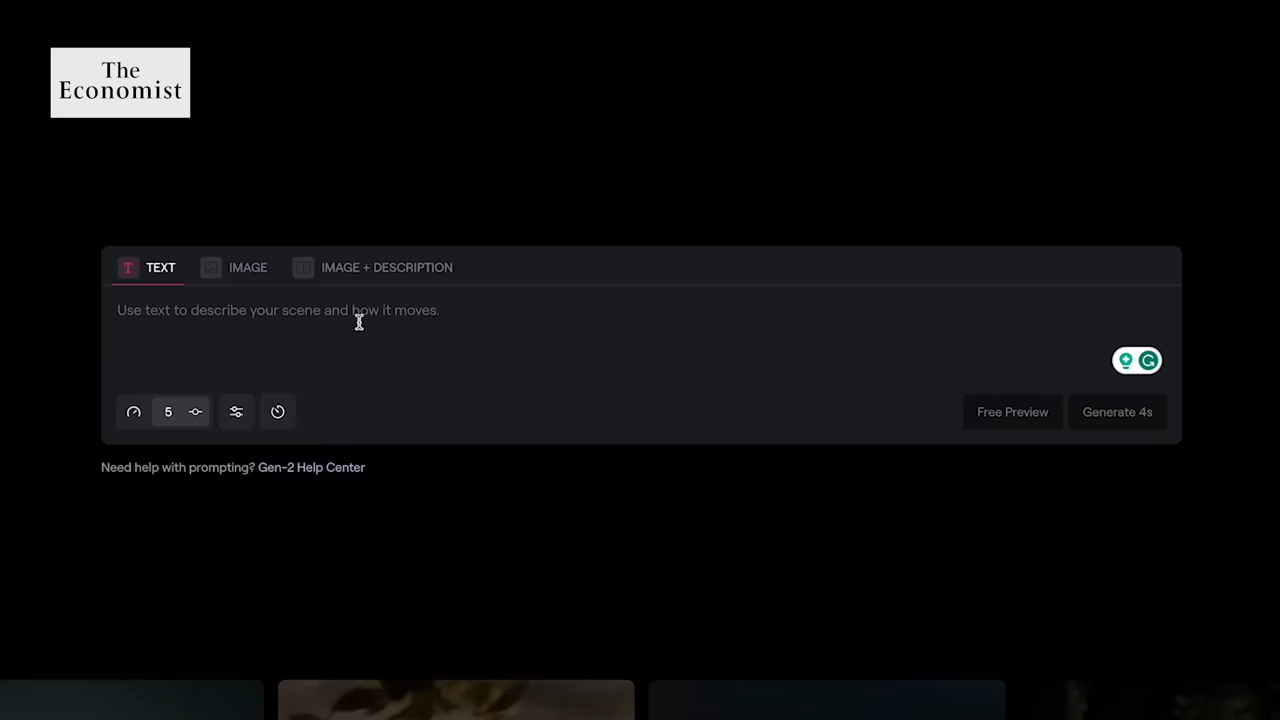 The
Economist
TEXT
IMAGE
IMAGE + DESCRIPTION
Use text to describe your scene and how it moves.
5
Free Preview
Generate 4s
Need help with prompting? Gen-2 Help Center